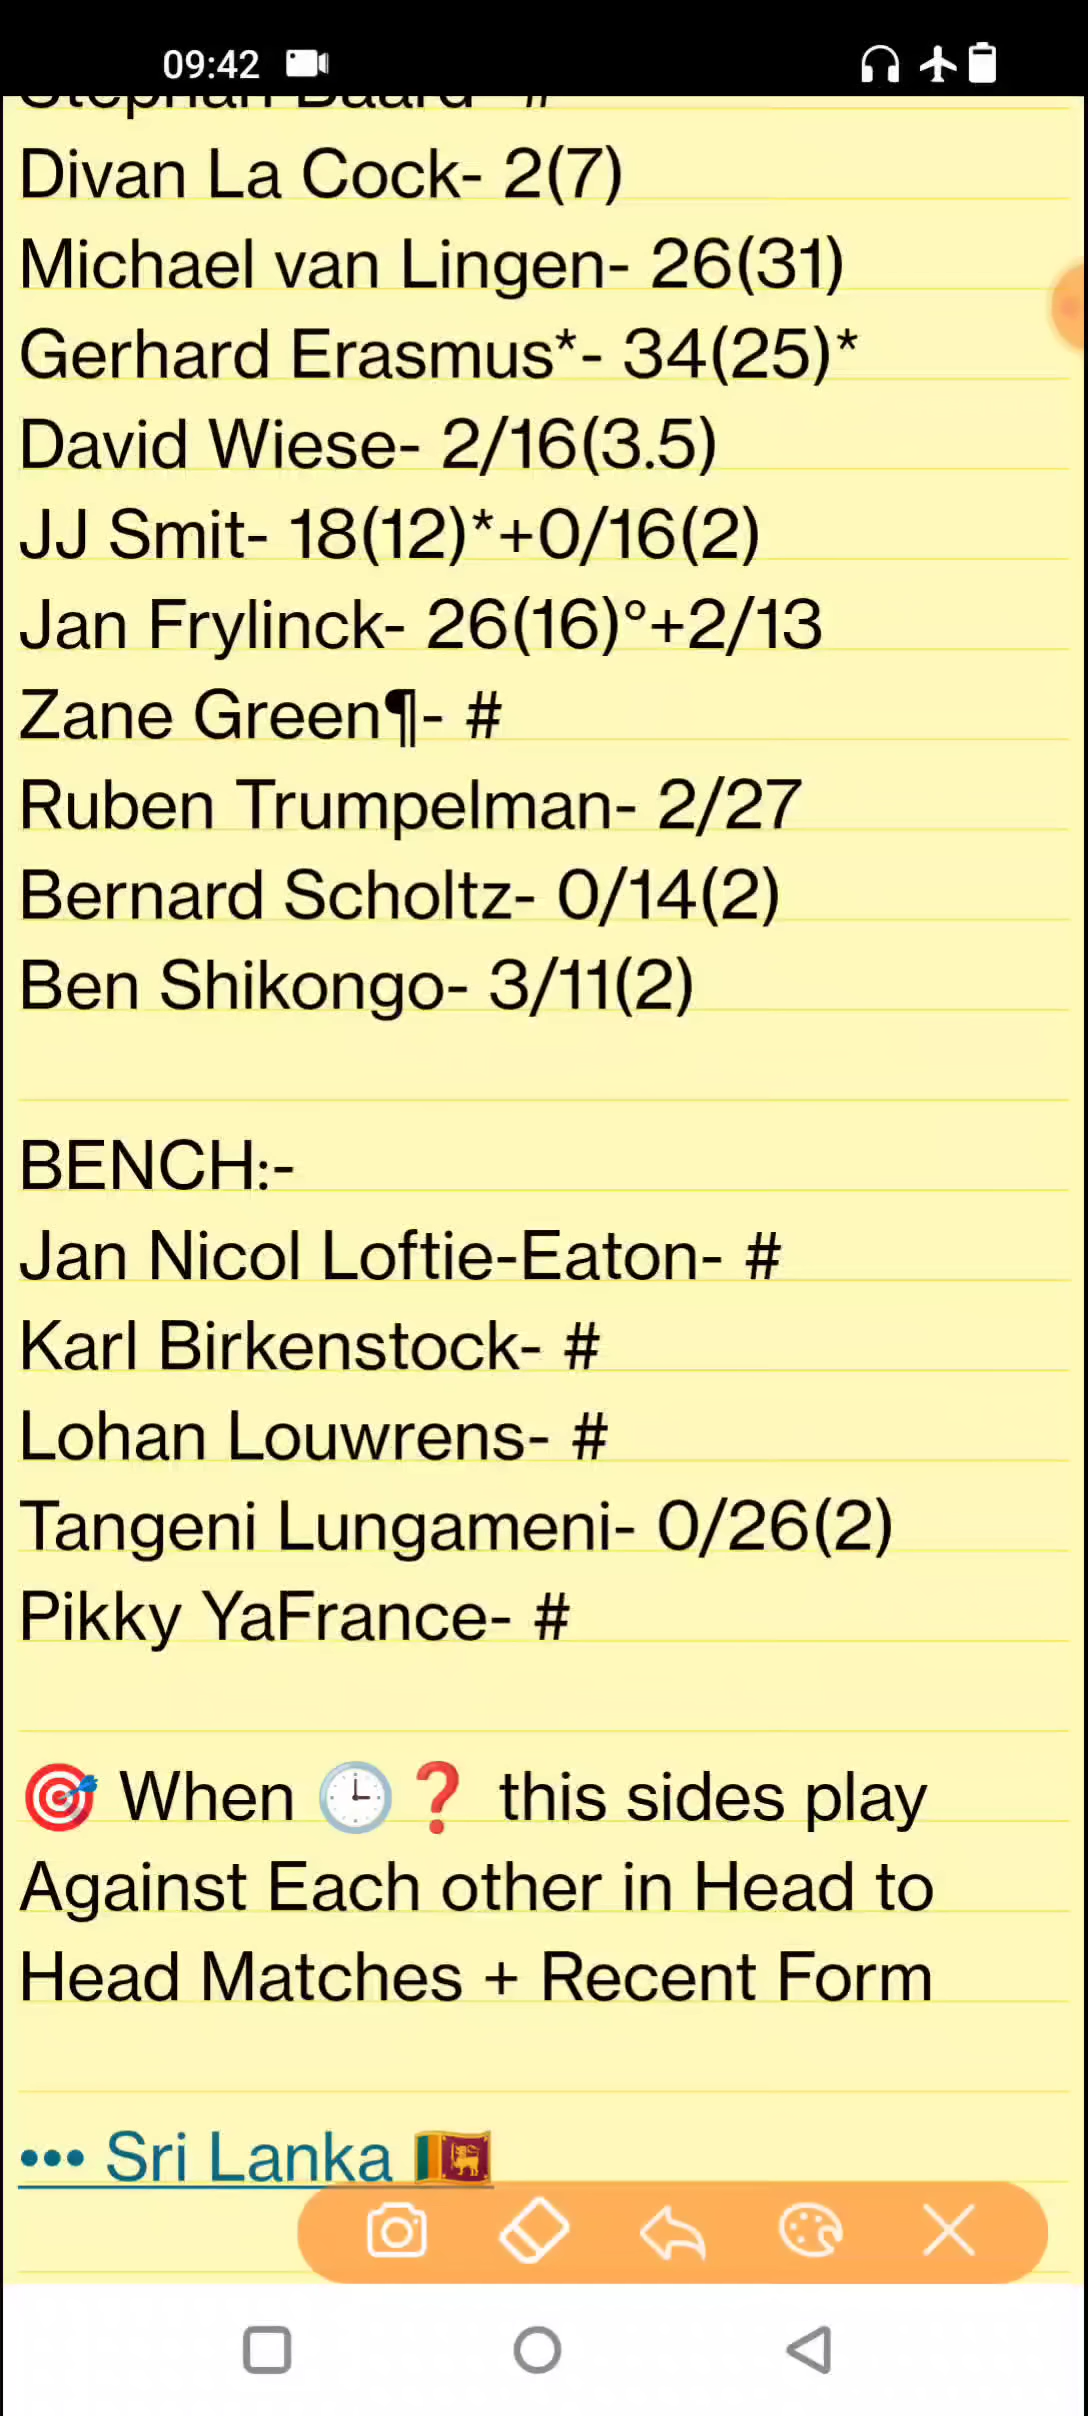 09:42
Stephan Baard- #
Divan La Cock- 2(7)
Michael van Lingen- 26(31)
Gerhard Erasmus*- 34(25)*
David Wiese- 2/16(3.5)
JJ Smit- 18(12)*+0/16(2)
Jan Frylinck- 26(16)°+2/13
Zane Green¶- #
Ruben Trumpelman- 2/27
Bernard Scholtz- 0/14(2)
Ben Shikongo- 3/11(2)
BENCH:-
Jan Nicol Loftie-Eaton- #
Karl Birkenstock- #
Lohan Louwrens- #
Tangeni Lungameni- 0/26(2)
Pikky YaFrance- #
🎯 When 🕒❓ this sides play
Against Each other in Head to
Head Matches + Recent Form
••• Sri Lanka 🇱🇰